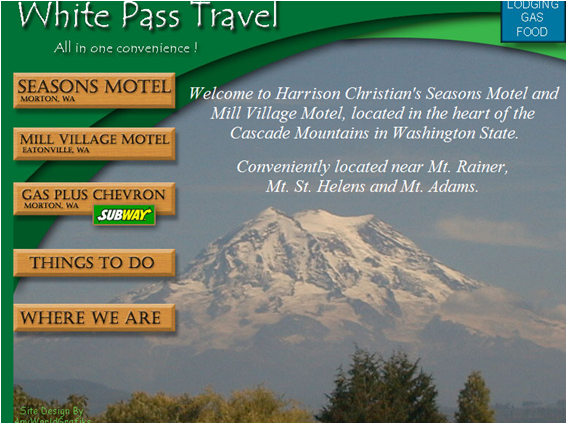 White Pass Travel
All in one convenience !
LODGING
GAS
FOOD
SEASONS MOTEL
MORTON, WA
MILL VILLAGE MOTEL
EATONVILLE, WA
GAS PLUS CHEVRON
MORTON, WA
SUBWAY
THINGS TO DO
WHERE WE ARE
Welcome to Harrison Christian's Seasons Motel and
Mill Village Motel, located in the heart of the
Cascade Mountains in Washington State.
Conveniently located near Mt. Rainer,
Mt. St. Helens and Mt. Adams.
Site Design By
AnyWorldGrafiks